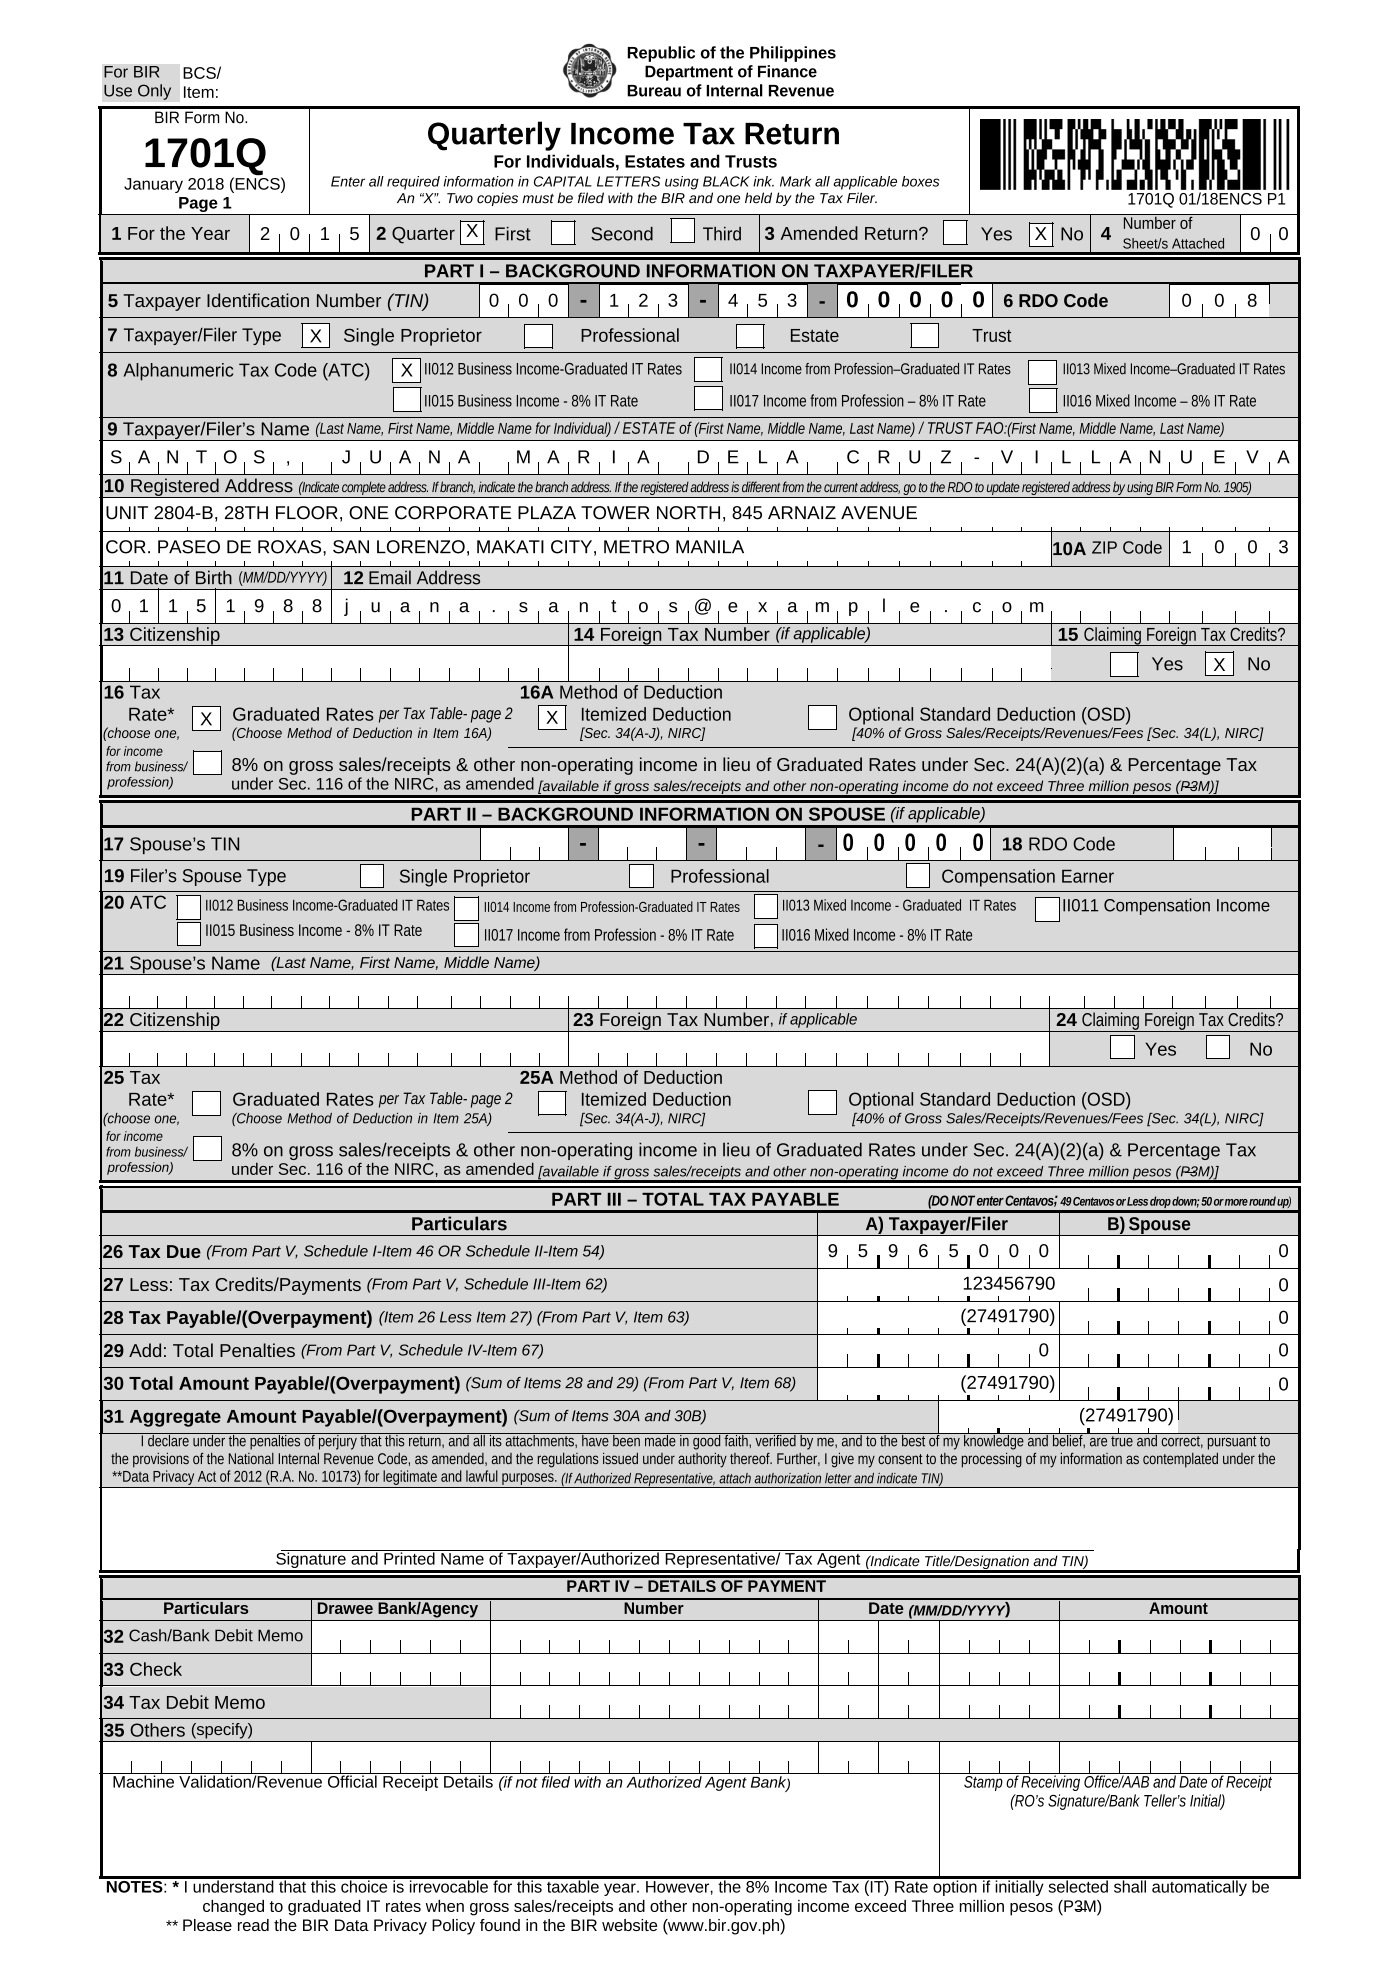 For BIR BCS/
Use Only Item:
Republic of the Philippines
Department of Finance
Bureau of Internal Revenue
BIR Form No.
1701Q
January 2018 (ENCS)
Page 1
Quarterly Income Tax Return
For Individuals, Estates and Trusts
Enter all required information in CAPITAL LETTERS using BLACK ink. Mark all applicable boxes
An “X”. Two copies must be filed with the BIR and one held by the Tax Filer.
1701Q 01/18ENCS P1
1 For the Year 2 0 1 5 2 Quarter X First Second Third 3 Amended Return? Yes X No 4 Number of Sheet/s Attached 0 0
PART I – BACKGROUND INFORMATION ON TAXPAYER/FILER
5 Taxpayer Identification Number (TIN) 0 0 0 - 1 2 3 - 4 5 3 - 0 0 0 0 0 6 RDO Code 0 0 8
7 Taxpayer/Filer Type X Single Proprietor Professional Estate Trust
8 Alphanumeric Tax Code (ATC) X II012 Business Income-Graduated IT Rates II014 Income from Profession–Graduated IT Rates II013 Mixed Income–Graduated IT Rates
II015 Business Income - 8% IT Rate II017 Income from Profession – 8% IT Rate II016 Mixed Income – 8% IT Rate
9 Taxpayer/Filer’s Name (Last Name, First Name, Middle Name for Individual) / ESTATE of (First Name, Middle Name, Last Name) / TRUST FAO:(First Name, Middle Name, Last Name)
SANTOS, JUANA MARIA DELA CRUZ-VILLANUEVA
10 Registered Address (Indicate complete address. If branch, indicate the branch address. If the registered address is different from the current address, go to the RDO to update registered address by using BIR Form No. 1905)
UNIT 2804-B, 28TH FLOOR, ONE CORPORATE PLAZA TOWER NORTH, 845 ARNAIZ AVENUE
COR. PASEO DE ROXAS, SAN LORENZO, MAKATI CITY, METRO MANILA 10A ZIP Code 1 0 0 3
11 Date of Birth (MM/DD/YYYY) 12 Email Address
0 1 1 5 1 9 8 8 juana.santos@example.com
13 Citizenship 14 Foreign Tax Number (if applicable) 15 Claiming Foreign Tax Credits?
Yes X No
16 Tax 16A Method of Deduction
Rate* X Graduated Rates per Tax Table- page 2 X Itemized Deduction Optional Standard Deduction (OSD)
(choose one, (Choose Method of Deduction in Item 16A) [Sec. 34(A-J), NIRC] [40% of Gross Sales/Receipts/Revenues/Fees [Sec. 34(L), NIRC]
for income
from business/ 8% on gross sales/receipts & other non-operating income in lieu of Graduated Rates under Sec. 24(A)(2)(a) & Percentage Tax
profession) under Sec. 116 of the NIRC, as amended [available if gross sales/receipts and other non-operating income do not exceed Three million pesos (P3M)]
PART II – BACKGROUND INFORMATION ON SPOUSE (if applicable)
17 Spouse’s TIN - - - 0 0 0 0 0 18 RDO Code
19 Filer’s Spouse Type Single Proprietor Professional Compensation Earner
20 ATC II012 Business Income-Graduated IT Rates II014 Income from Profession-Graduated IT Rates II013 Mixed Income - Graduated IT Rates II011 Compensation Income
II015 Business Income - 8% IT Rate II017 Income from Profession - 8% IT Rate II016 Mixed Income - 8% IT Rate
21 Spouse’s Name (Last Name, First Name, Middle Name)
22 Citizenship 23 Foreign Tax Number, if applicable 24 Claiming Foreign Tax Credits?
Yes No
25 Tax 25A Method of Deduction
Rate* Graduated Rates per Tax Table- page 2 Itemized Deduction Optional Standard Deduction (OSD)
(choose one, (Choose Method of Deduction in Item 25A) [Sec. 34(A-J), NIRC] [40% of Gross Sales/Receipts/Revenues/Fees [Sec. 34(L), NIRC]
for income
from business/ 8% on gross sales/receipts & other non-operating income in lieu of Graduated Rates under Sec. 24(A)(2)(a) & Percentage Tax
profession) under Sec. 116 of the NIRC, as amended [available if gross sales/receipts and other non-operating income do not exceed Three million pesos (P3M)]
PART III – TOTAL TAX PAYABLE (DO NOT enter Centavos; 49 Centavos or Less drop down; 50 or more round up)
Particulars A) Taxpayer/Filer B) Spouse
26 Tax Due (From Part V, Schedule I-Item 46 OR Schedule II-Item 54) 9 5 9 6 5 0 0 0 0
27 Less: Tax Credits/Payments (From Part V, Schedule III-Item 62) 123456790 0
28 Tax Payable/(Overpayment) (Item 26 Less Item 27) (From Part V, Item 63) (27491790) 0
29 Add: Total Penalties (From Part V, Schedule IV-Item 67) 0 0
30 Total Amount Payable/(Overpayment) (Sum of Items 28 and 29) (From Part V, Item 68) (27491790) 0
31 Aggregate Amount Payable/(Overpayment) (Sum of Items 30A and 30B) (27491790)
I declare under the penalties of perjury that this return, and all its attachments, have been made in good faith, verified by me, and to the best of my knowledge and belief, are true and correct, pursuant to
the provisions of the National Internal Revenue Code, as amended, and the regulations issued under authority thereof. Further, I give my consent to the processing of my information as contemplated under the
**Data Privacy Act of 2012 (R.A. No. 10173) for legitimate and lawful purposes. (If Authorized Representative, attach authorization letter and indicate TIN)
Signature and Printed Name of Taxpayer/Authorized Representative/ Tax Agent (Indicate Title/Designation and TIN)
PART IV – DETAILS OF PAYMENT
Particulars Drawee Bank/Agency Number Date (MM/DD/YYYY) Amount
32 Cash/Bank Debit Memo
33 Check
34 Tax Debit Memo
35 Others (specify)
Machine Validation/Revenue Official Receipt Details (if not filed with an Authorized Agent Bank) Stamp of Receiving Office/AAB and Date of Receipt
(RO’s Signature/Bank Teller’s Initial)
NOTES: * I understand that this choice is irrevocable for this taxable year. However, the 8% Income Tax (IT) Rate option if initially selected shall automatically be
changed to graduated IT rates when gross sales/receipts and other non-operating income exceed Three million pesos (P3M)
** Please read the BIR Data Privacy Policy found in the BIR website (www.bir.gov.ph)